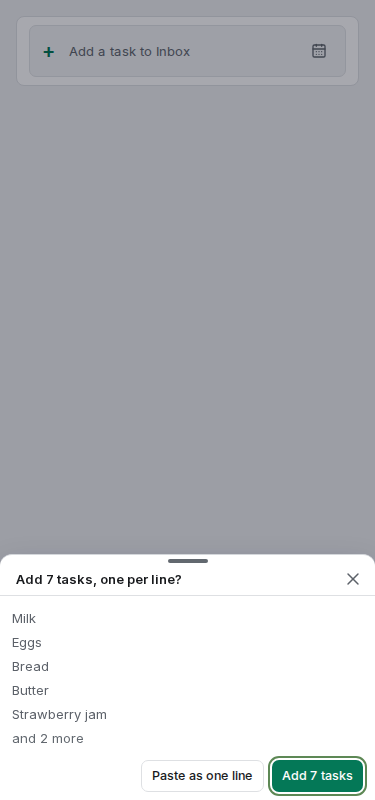 Add a task to Inbox
Add 7 tasks, one per line?
Milk
Eggs
Bread
Butter
Strawberry jam
and 2 more
Paste as one line
Add 7 tasks